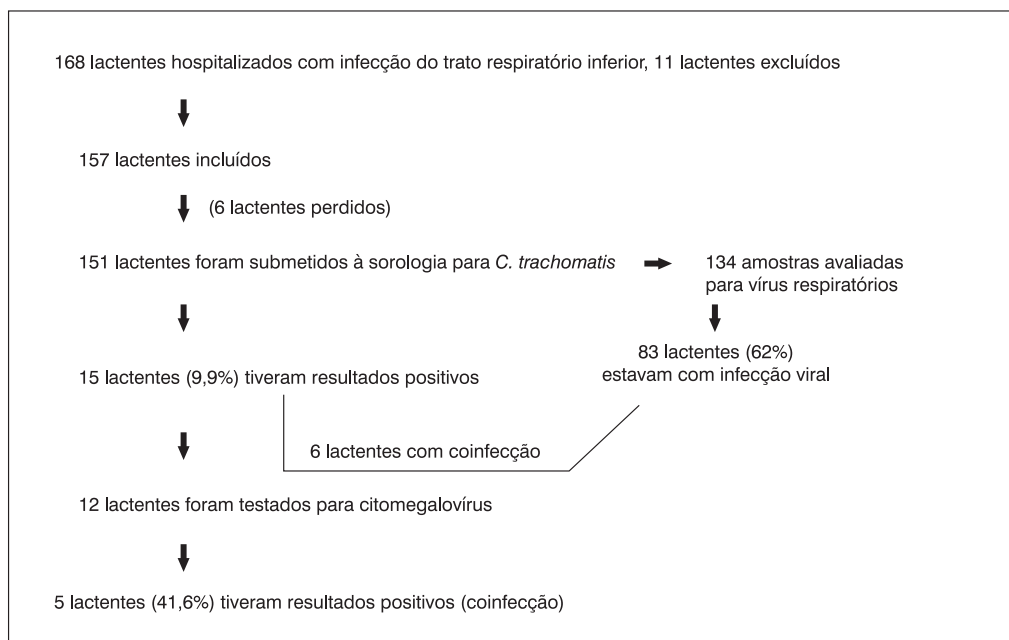 168 lactentes hospitalizados com infecção do trato respiratório inferior, 11 lactentes excluídos
157 lactentes incluídos
(6 lactentes perdidos)
151 lactentes foram submetidos à sorologia para C. trachomatis
134 amostras avaliadas
para vírus respiratórios
83 lactentes (62%)
estavam com infecção viral
15 lactentes (9,9%) tiveram resultados positivos
6 lactentes com coinfecção
12 lactentes foram testados para citomegalovírus
5 lactentes (41,6%) tiveram resultados positivos (coinfecção)